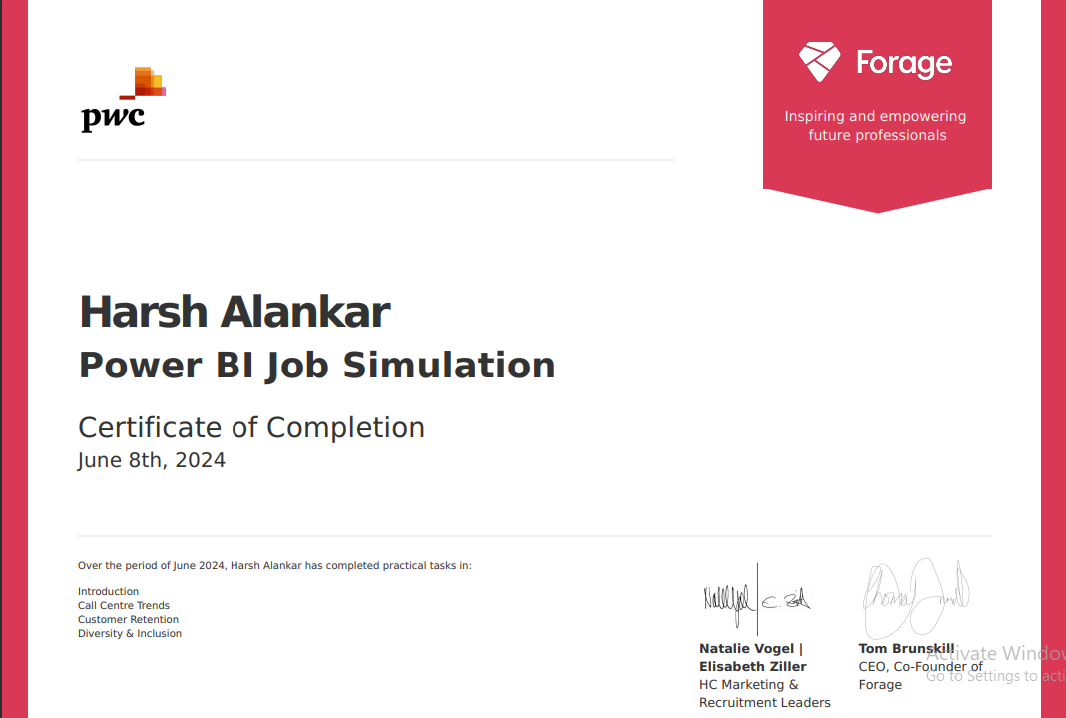 pwc
Forage
Inspiring and empowering
future professionals
Harsh Alankar
Power BI Job Simulation
Certificate of Completion
June 8th, 2024
Over the period of June 2024, Harsh Alankar has completed practical tasks in:
Introduction
Call Centre Trends
Customer Retention
Diversity & Inclusion
Natalie Vogel |
Elisabeth Ziller
HC Marketing &
Recruitment Leaders
Tom Brunskill
CEO, Co-Founder of
Forage
Activate Window
Go to Settings to acti